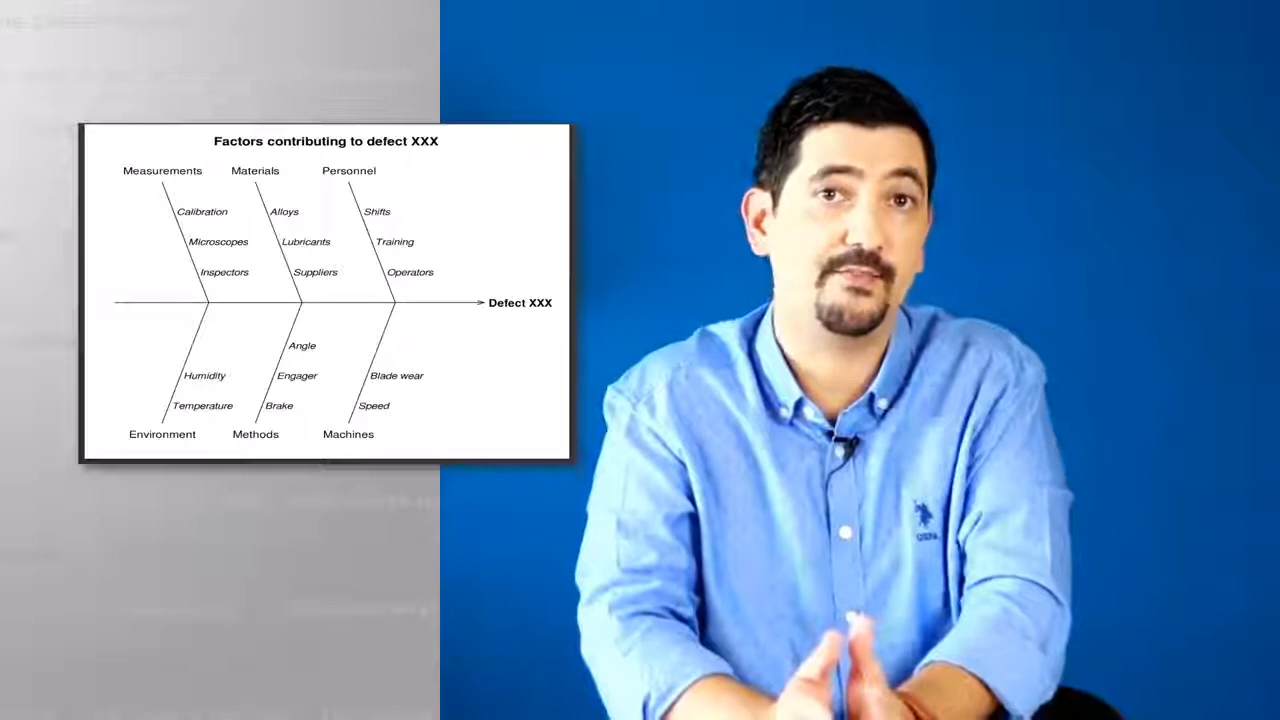 Factors contributing to defect XXX
Measurements Materials Personnel
Calibration Alloys Shifts
Microscopes Lubricants Training
Inspectors Suppliers Operators
Defect XXX
Angle
Humidity Engager Blade wear
Temperature Brake Speed
Environment Methods Machines